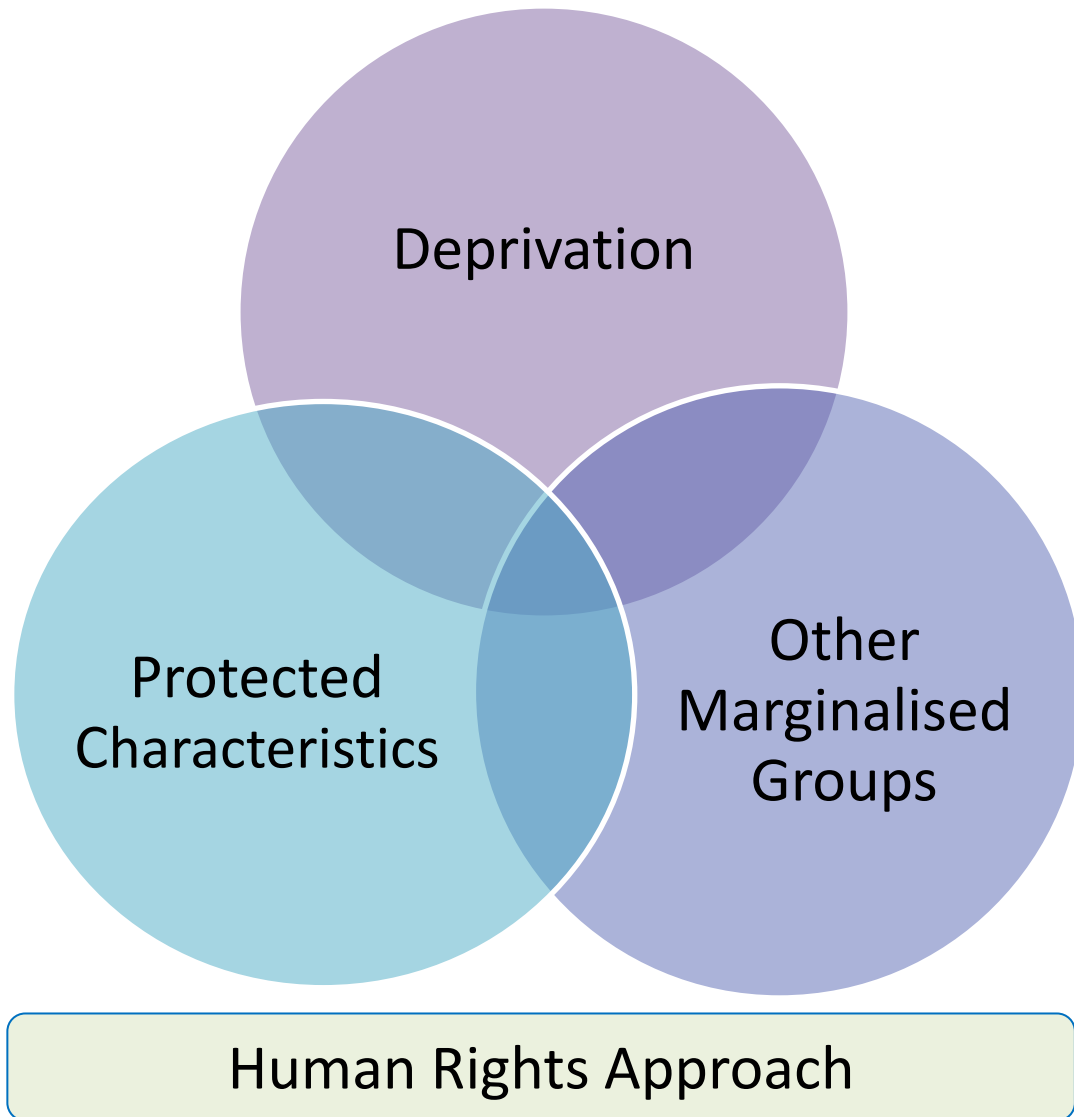 Deprivation
Protected
Characteristics
Other
Marginalised
Groups
Human Rights Approach